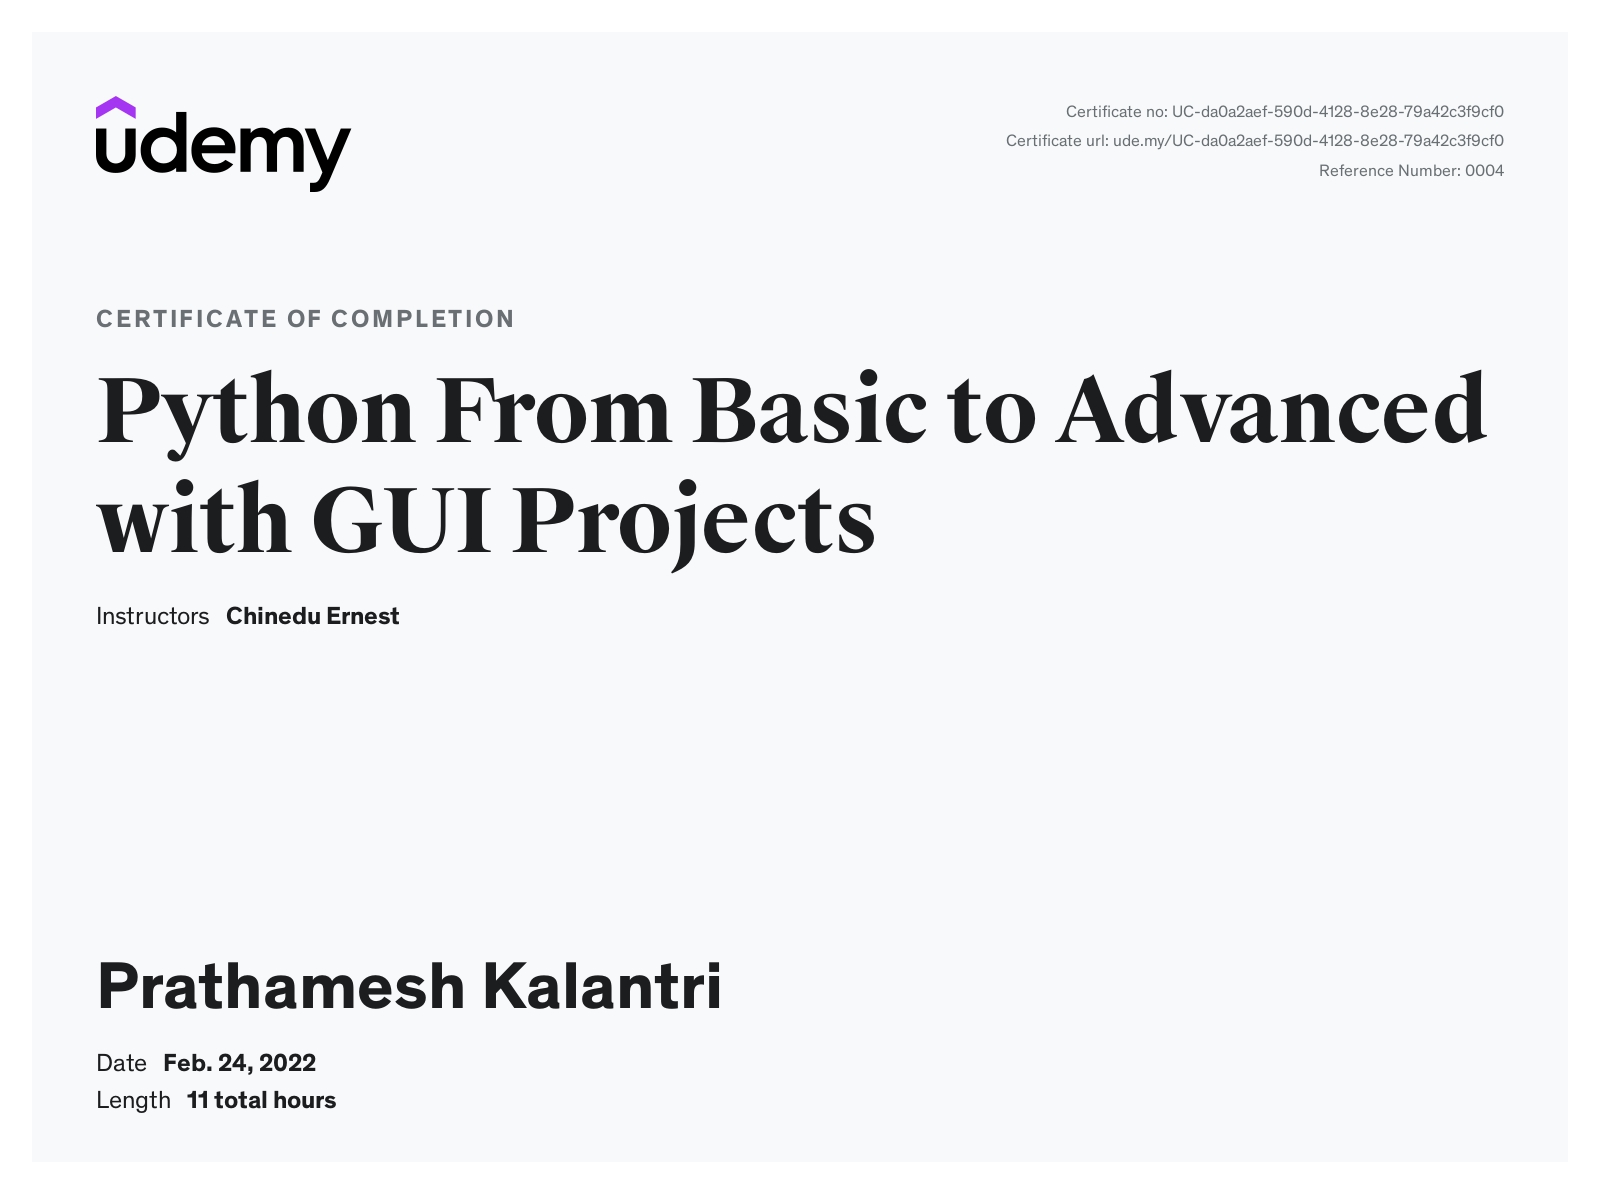 udemy
Certificate no: UC-da0a2aef-590d-4128-8e28-79a42c3f9cf0
Certificate url: ude.my/UC-da0a2aef-590d-4128-8e28-79a42c3f9cf0
Reference Number: 0004
CERTIFICATE OF COMPLETION
Python From Basic to Advanced
with GUI Projects
Instructors Chinedu Ernest
Prathamesh Kalantri
Date Feb. 24, 2022
Length 11 total hours